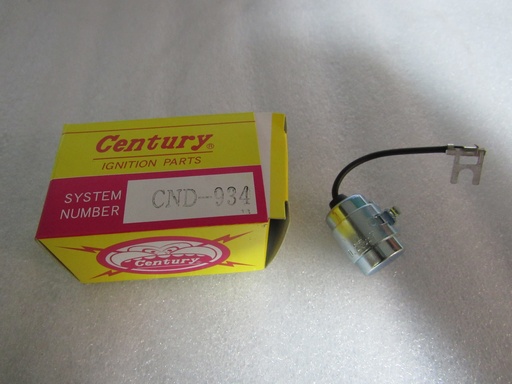 Century®
IGNITION PARTS
SYSTEM
NUMBER
CND-934
Century